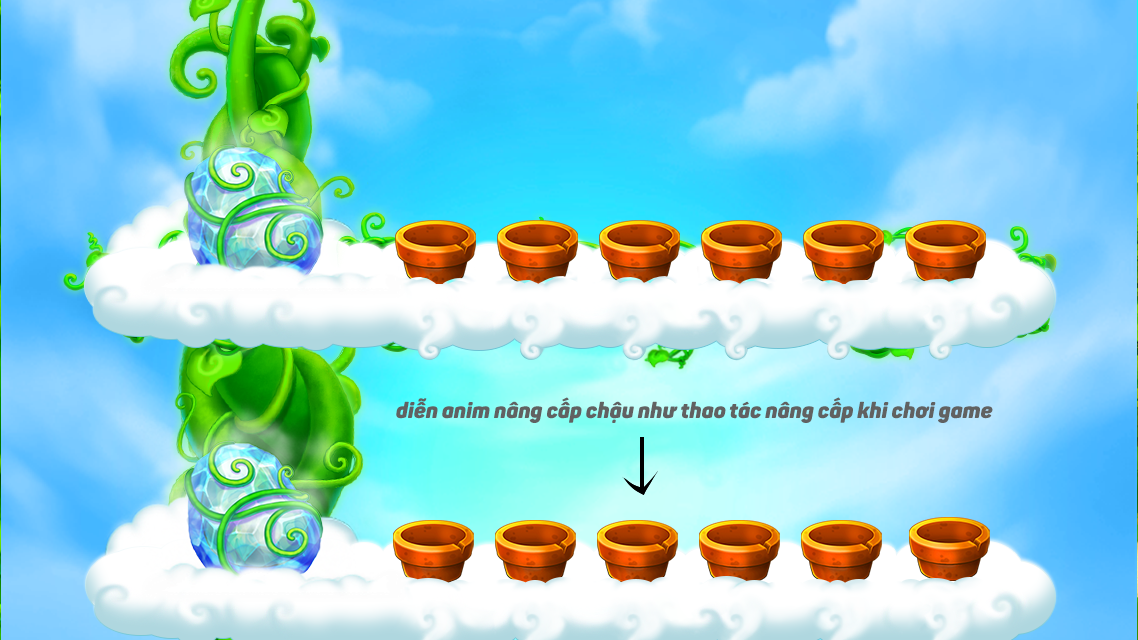 diễn anim nâng cấp chậu như thao tác nâng cấp khi chơi game